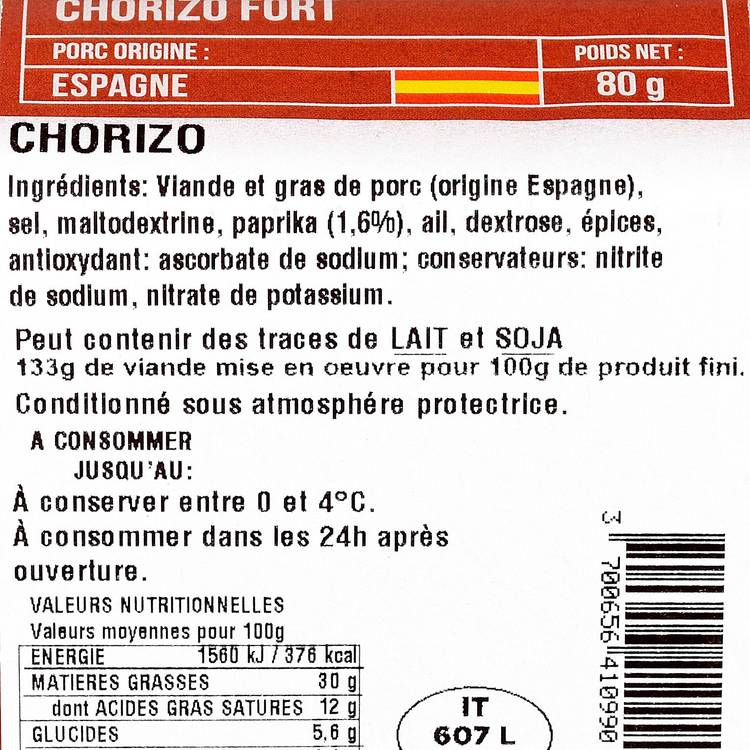 CHORIZO FORT
PORC ORIGINE :
POIDS NET :
ESPAGNE
80 g
CHORIZO
Ingrédients: Viande et gras de porc (origine Espagne),
sel, maltodextrine, paprika (1,6%), ail, dextrose, épices,
antioxydant: ascorbate de sodium; conservateurs: nitrite
de sodium, nitrate de potassium.
Peut contenir des traces de LAIT et SOJA
133g de viande mise en oeuvre pour 100g de produit fini.
Conditionné sous atmosphére protectrice.
A CONSOMMER
JUSQU'AU:
À conserver entre 0 et 4°C.
À consommer dans les 24h après
ouverture.
VALEURS NUTRITIONNELLES
Valeurs moyennes pour 100g
ENERGIE 1560 kJ / 376 kcal
MATIERES GRASSES 30 g
dont ACIDES GRAS SATURES 12 g
GLUCIDES 5,6 g
IT
607 L
3 700656 410990